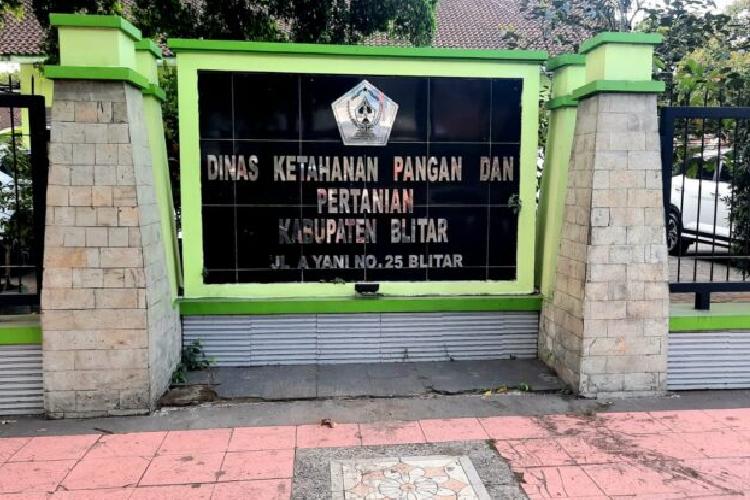 DINAS KETAHANAN PANGAN DAN
PERTANIAN
KABUPATEN BLITAR
JL A YANI NO.25 BLITAR